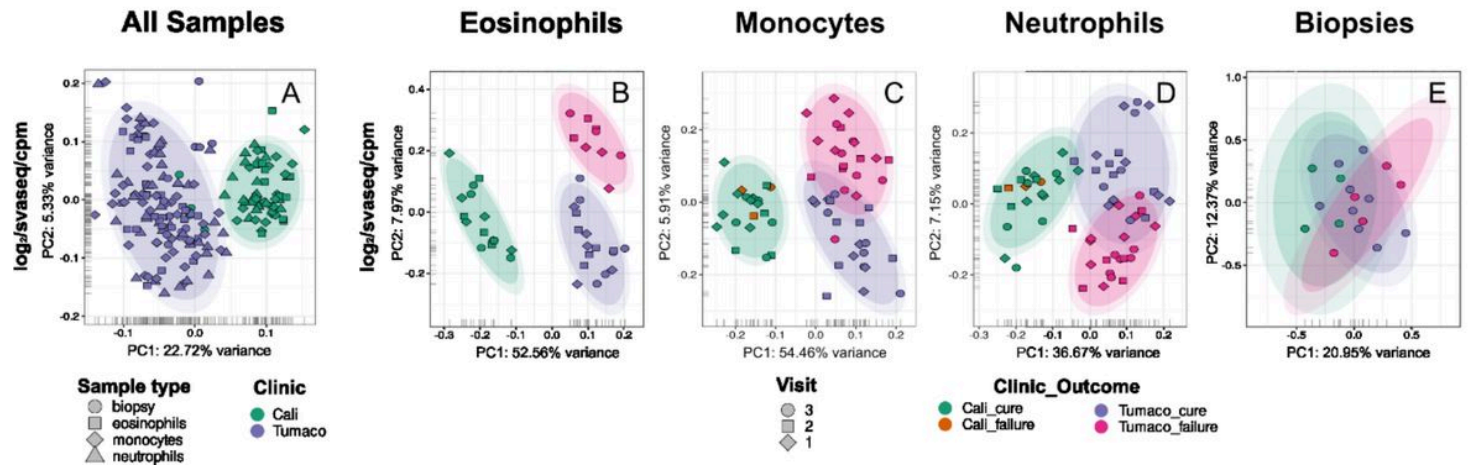 All Samples
Eosinophils
Monocytes
Neutrophils
Biopsies
log₂/svaseq/cpm
PC2: 5.33% variance
0.2
0.1
0.0
-0.1
-0.2
A
-0.1
0.0
0.1
PC1: 22.72% variance
log₂/svaseq/cpm
PC2: 7.97% variance
0.4
0.2
0.0
-0.2
B
-0.3
-0.2
-0.1
0.0
0.1
0.2
PC1: 52.56% variance
PC2: 5.91% variance
0.2
0.0
-0.2
C
-0.2
-0.1
0.0
0.1
0.2
PC1: 54.46% variance
PC2: 7.15% variance
0.2
0.0
-0.2
D
-0.3
-0.2
-0.1
0.0
0.1
0.2
PC1: 36.67% variance
PC2: 12.37% variance
1.0
0.5
0.0
-0.5
E
-0.5
0.0
0.5
PC1: 20.95% variance
Sample type
biopsy
eosinophils
monocytes
neutrophils
Clinic
Cali
Tumaco
Visit
3
2
1
Clinic_Outcome
Cali_cure
Cali_failure
Tumaco_cure
Tumaco_failure